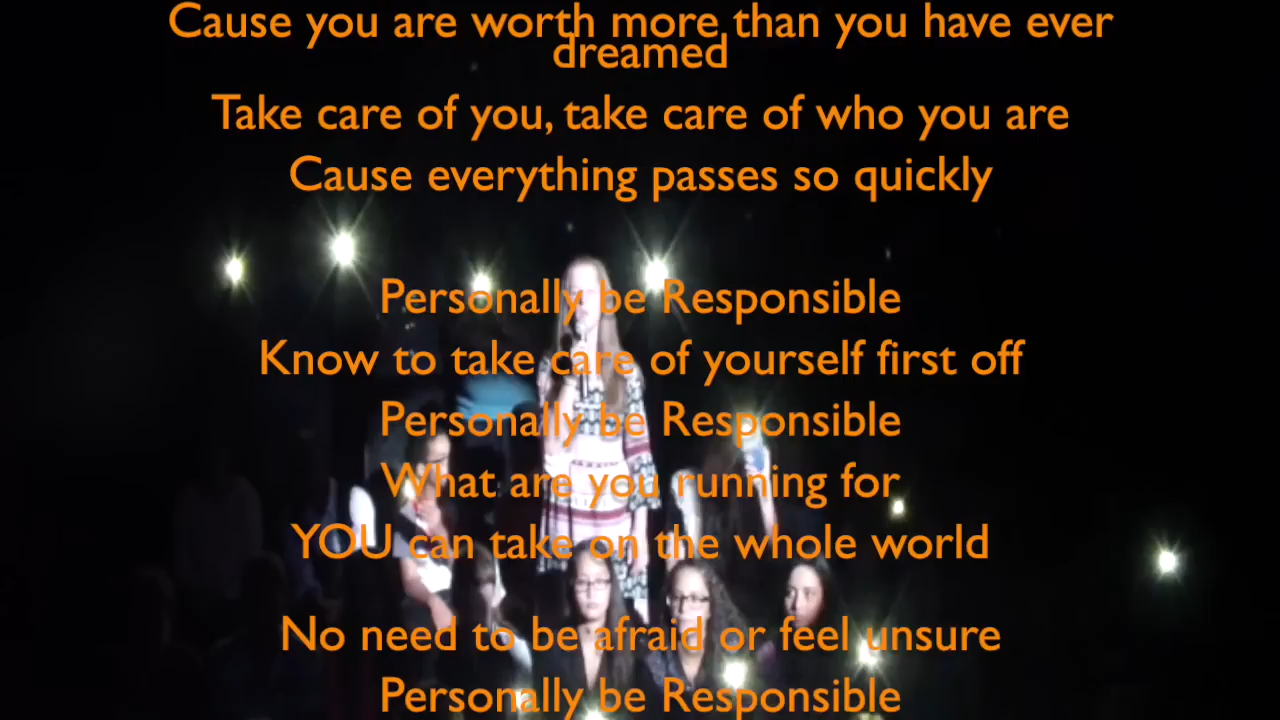 Cause you are worth more than you have ever
dreamed
Take care of you, take care of who you are
Cause everything passes so quickly
Personally be Responsible
Know to take care of yourself first off
Personally be Responsible
What are you running for
YOU can take on the whole world
No need to be afraid or feel unsure
Personally be Responsible